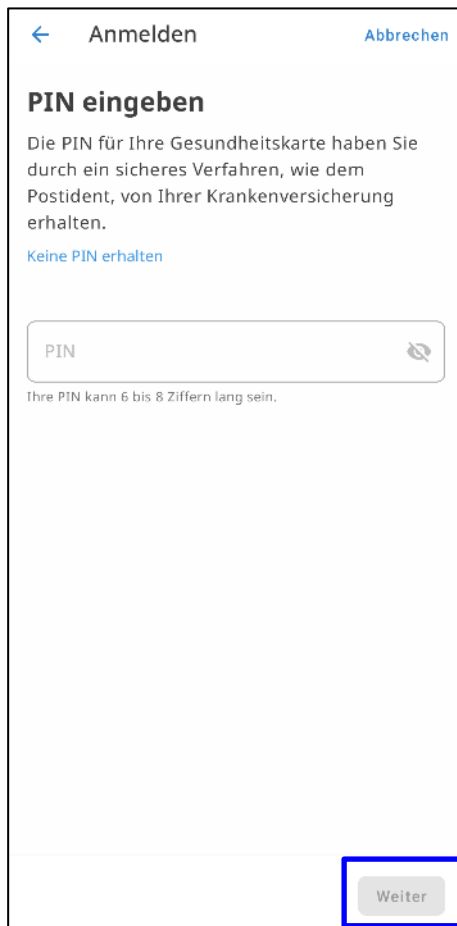 Anmelden
Abbrechen
PIN eingeben
Die PIN für Ihre Gesundheitskarte haben Sie
durch ein sicheres Verfahren, wie dem
Postident, von Ihrer Krankenversicherung
erhalten.
Keine PIN erhalten
PIN
Ihre PIN kann 6 bis 8 Ziffern lang sein.
Weiter